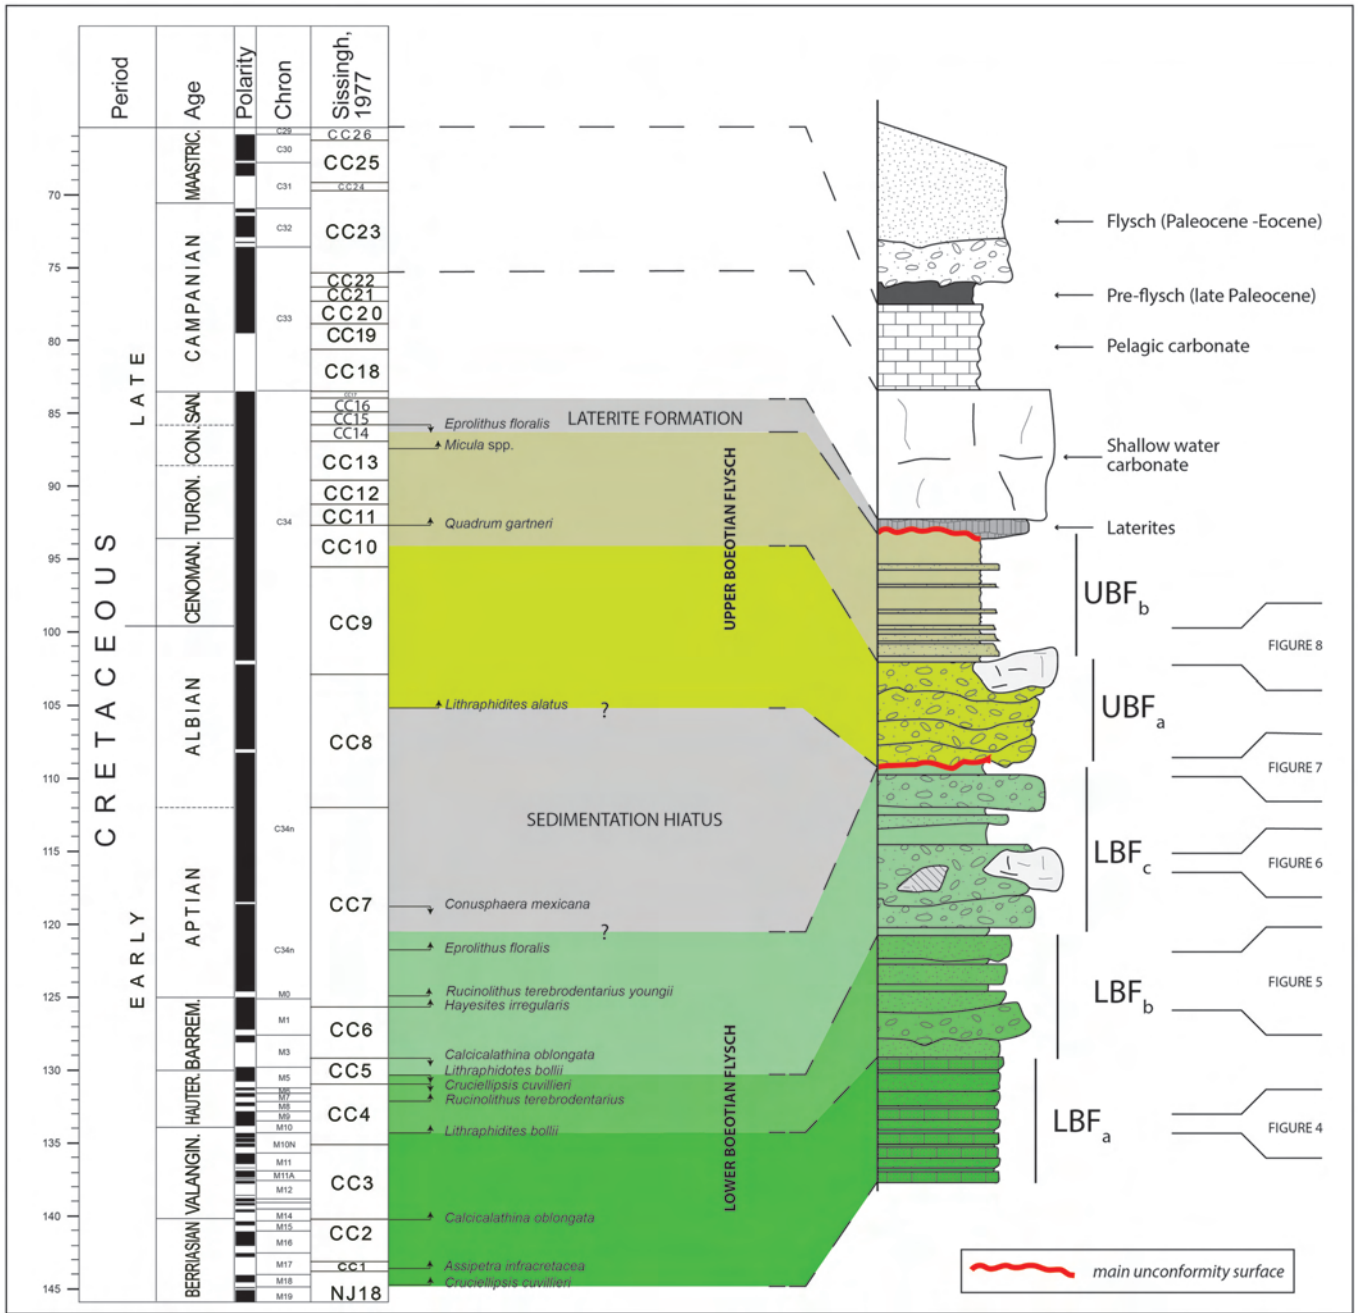 Period
Age
Polarity
Chron
Sissingh,
1977
CRETACEOUS
LATE
EARLY
70
75
80
85
90
95
100
105
110
115
120
125
130
135
140
145
MAASTRIC.
CAMPANIAN
SAN.
CON.
TURON.
CENOMAN.
ALBIAN
APTIAN
BARREM.
HAUTER.
VALANGIN.
BERRIASIAN
C29
C30
C31
C32
C33
C34
C34n
C34n
M0
M1
M3
M5
M6
M7
M8
M9
M10
M10N
M11
M11A
M12
M14
M15
M16
M17
M18
M19
CC26
CC25
CC24
CC23
CC22
CC21
CC20
CC19
CC18
CC17
CC16
CC15
CC14
CC13
CC12
CC11
CC10
CC9
CC8
CC7
CC6
CC5
CC4
CC3
CC2
CC1
NJ18
LATERITE FORMATION
Eprolithus floralis
Micula spp.
Quadrum gartneri
UPPER BOEOTIAN FLYSCH
Lithraphidites alatus
?
SEDIMENTATION HIATUS
Conusphaera mexicana
?
Eprolithus floralis
Rucinolithus terebrodentarius youngii
Hayesites irregularis
Calcicalathina oblongata
Lithraphidotes bollii
Cruciellipsis cuvillieri
Rucinolithus terebrodentarius
Lithraphidites bollii
LOWER BOEOTIAN FLYSCH
Calcicalathina oblongata
Assipetra infracretacea
Cruciellipsis cuvillieri
Flysch (Paleocene -Eocene)
Pre-flysch (late Paleocene)
Pelagic carbonate
Shallow water
carbonate
Laterites
UBFb
UBFa
LBFc
LBFb
LBFa
FIGURE 8
FIGURE 7
FIGURE 6
FIGURE 5
FIGURE 4
main unconformity surface